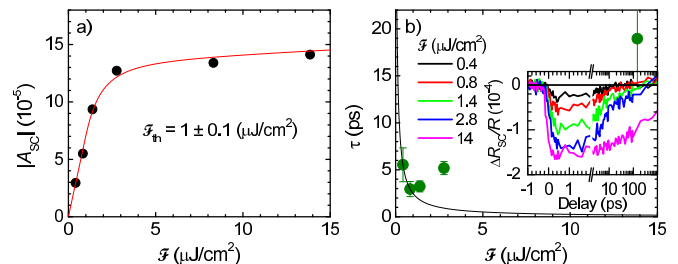 a)
15
10
5
0
|A_SC| (10^-5)
ℱ_th = 1 ± 0.1 (μJ/cm²)
0 5 10 15
ℱ (μJ/cm²)
b)
20
15
10
5
0
τ (ps)
ℱ (μJ/cm²)
0.4
0.8
1.4
2.8
14
0
-1
-2
ΔR_SC/R (10^-4)
-1 0 1 10 100
Delay (ps)
0 5 10 15
ℱ (μJ/cm²)